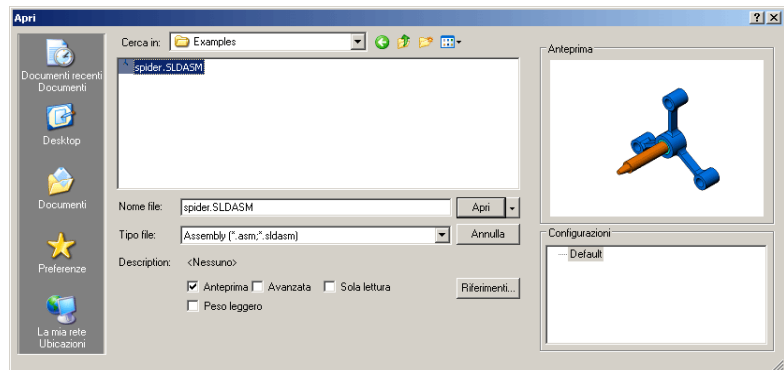 Apri
Cerca in: Examples
Anteprima
spider.SLDASM
Documenti recenti
Documenti
Desktop
Documenti
Preferenze
La mia rete
Ubicazioni
Nome file: spider.SLDASM Apri
Tipo file: Assembly (*.asm;*.sldasm) Annulla
Description: <Nessuno>
Anteprima Avanzata Sola lettura Riferimenti...
Peso leggero
Configurazioni
Default